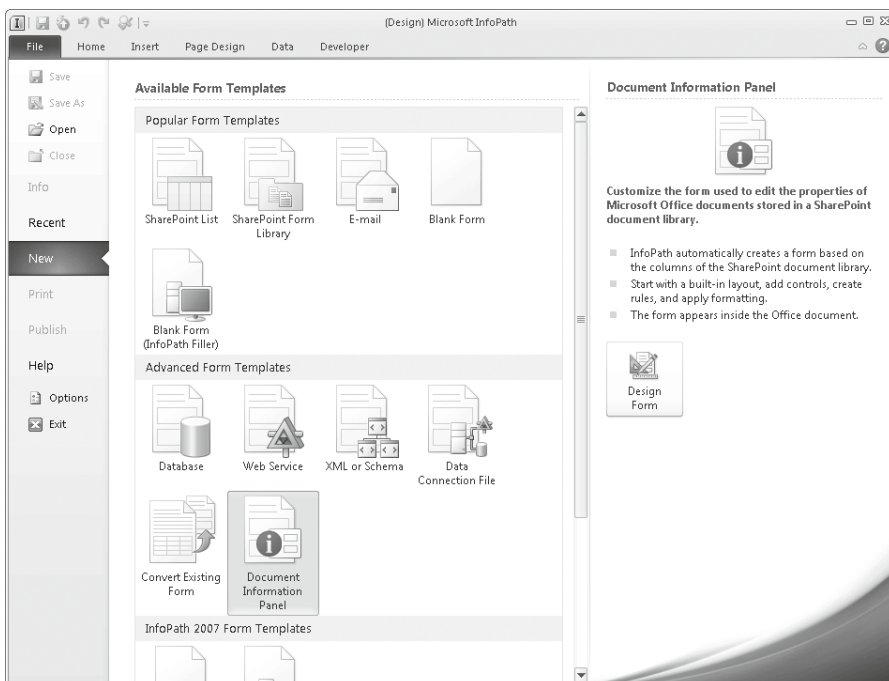 (Design) Microsoft InfoPath
File Home Insert Page Design Data Developer
Save
Save As
Open
Close
Info
Recent
New
Print
Publish
Help
Options
Exit
Available Form Templates
Popular Form Templates
SharePoint List
SharePoint Form
Library
E-mail
Blank Form
Blank Form
(InfoPath Filler)
Advanced Form Templates
Database
Web Service
XML or Schema
Data
Connection File
Convert Existing
Form
Document
Information
Panel
InfoPath 2007 Form Templates
Document Information Panel
Customize the form used to edit the properties of
Microsoft Office documents stored in a SharePoint
document library.
InfoPath automatically creates a form based on
the columns of the SharePoint document library.
Start with a built-in layout, add controls, create
rules, and apply formatting.
The form appears inside the Office document.
Design
Form